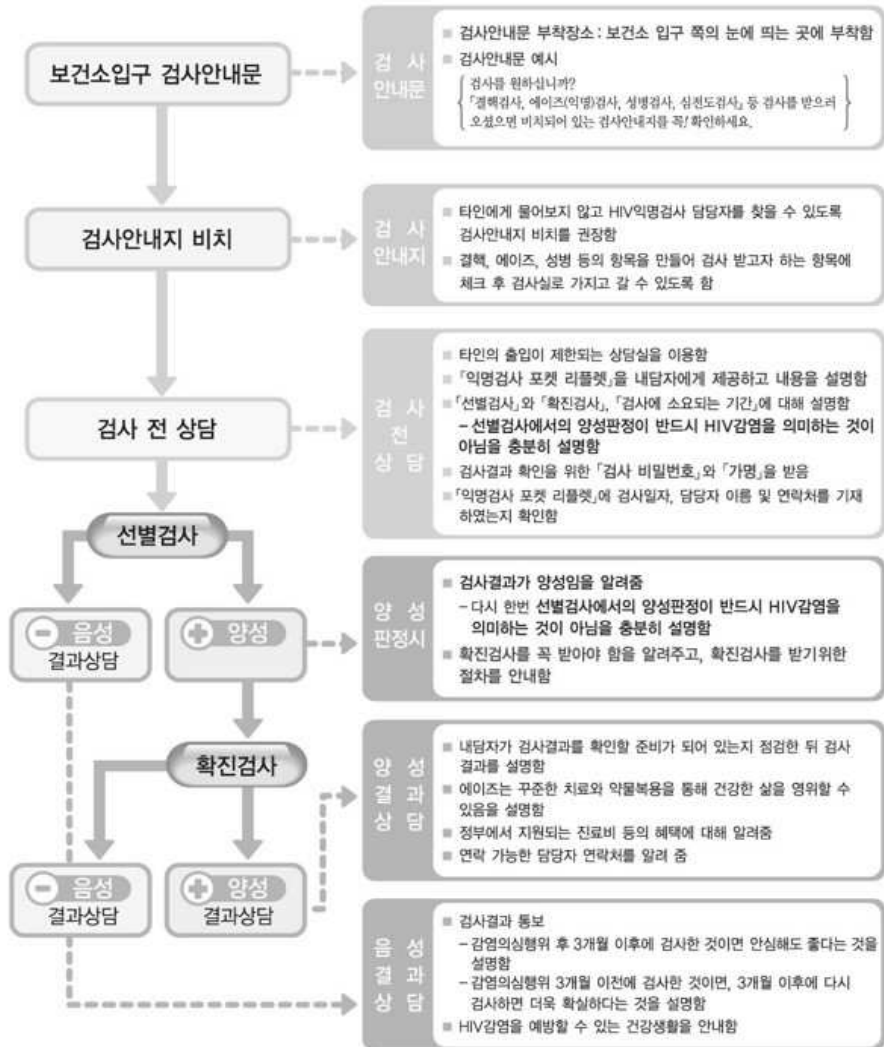 보건소입구 검사안내문
검 사
안내문
■ 검사안내문 부착장소 : 보건소 입구 쪽의 눈에 띄는 곳에 부착함
■ 검사안내문 예시
검사를 원하십니까?
「결핵검사, 에이즈(익명)검사, 성병검사, 심전도검사」 등 검사를 받으러
오셨으면 비치되어 있는 검사안내지를 꼭! 확인하세요.
검사안내지 비치
검 사
안내지
■ 타인에게 물어보지 않고 HIV익명검사 담당자를 찾을 수 있도록
검사안내지 비치를 권장함
■ 결핵, 에이즈, 성병 등의 항목을 만들어 검사 받고자 하는 항목에
체크 후 검사실로 가지고 갈 수 있도록 함
검사 전 상담
검 사
전
상 담
■ 타인의 출입이 제한되는 상담실을 이용함
■ 「익명검사 포켓 리플렛」을 내담자에게 제공하고 내용을 설명함
■ 「선별검사」와 「확진검사」, 「검사에 소요되는 기간」에 대해 설명함
– 선별검사에서의 양성판정이 반드시 HIV감염을 의미하는 것이
아님을 충분히 설명함
■ 검사결과 확인을 위한 「검사 비밀번호」와 「가명」을 받음
■ 「익명검사 포켓 리플렛」에 검사일자, 담당자 이름 및 연락처를 기재
하였는지 확인함
선별검사
− 음성
결과상담
+ 양성
양 성
판정시
■ 검사결과가 양성임을 알려줌
– 다시 한번 선별검사에서의 양성판정이 반드시 HIV감염을
의미하는 것이 아님을 충분히 설명함
■ 확진검사를 꼭 받아야 함을 알려주고, 확진검사를 받기위한
절차를 안내함
확진검사
− 음성
결과상담
+ 양성
결과상담
양 성
결 과
상 담
■ 내담자가 검사결과를 확인할 준비가 되어 있는지 점검한 뒤 검사
결과를 설명함
■ 에이즈는 꾸준한 치료와 약물복용을 통해 건강한 삶을 영위할 수
있음을 설명함
■ 정부에서 지원되는 진료비 등의 혜택에 대해 알려줌
■ 연락 가능한 담당자 연락처를 알려 줌
음 성
결 과
상 담
■ 검사결과 통보
– 감염의심행위 후 3개월 이후에 검사한 것이면 안심해도 좋다는 것을
설명함
– 감염의심행위 3개월 이전에 검사한 것이면, 3개월 이후에 다시
검사하면 더욱 확실하다는 것을 설명함
■ HIV감염을 예방할 수 있는 건강생활을 안내함